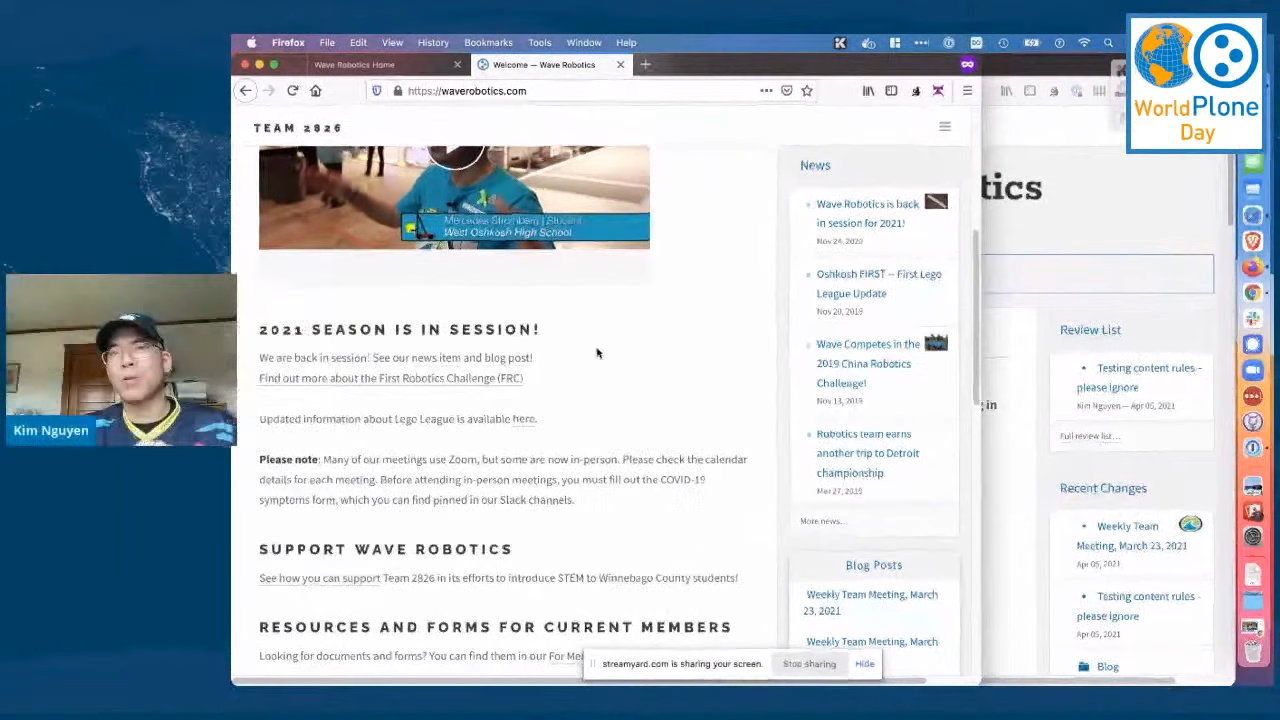 Firefox File Edit View History Bookmarks Tools Window Help
Wave Robotics Home
Welcome — Wave Robotics
https://waverobotics.com
WorldPlone
Day
TEAM 2826
Mercedes Stromberg | Student
West Oshkosh High School
2021 SEASON IS IN SESSION!
We are back in session! See our news item and blog post!
Find out more about the First Robotics Challenge (FRC)
Updated information about Lego League is available here.
Please note: Many of our meetings use Zoom, but some are now in-person. Please check the calendar
details for each meeting. Before attending in-person meetings, you must fill out the COVID-19
symptoms form, which you can find pinned in our Slack channels.
SUPPORT WAVE ROBOTICS
See how you can support Team 2826 in its efforts to introduce STEM to Winnebago County students!
RESOURCES AND FORMS FOR CURRENT MEMBERS
Looking for documents and forms? You can find them in our For Me
News
Wave Robotics is back
in session for 2021!
Nov 24, 2020
Oshkosh FIRST – First Lego
League Update
Nov 20, 2019
Wave Competes in the
2019 China Robotics
Challenge!
Nov 13, 2019
Robotics team earns
another trip to Detroit
championship
Mar 27, 2019
More news...
Blog Posts
Weekly Team Meeting, March
23, 2021
Weekly Team Meeting, March
tics
g in
Review List
Testing content rules -
please ignore
Kim Nguyen — Apr 05, 2021
Full review list...
Recent Changes
Weekly Team
Meeting, March 23, 2021
Apr 05, 2021
Testing content rules -
please ignore
Apr 05, 2021
Blog
Kim Nguyen
streamyard.com is sharing your screen.
Stop sharing
Hide